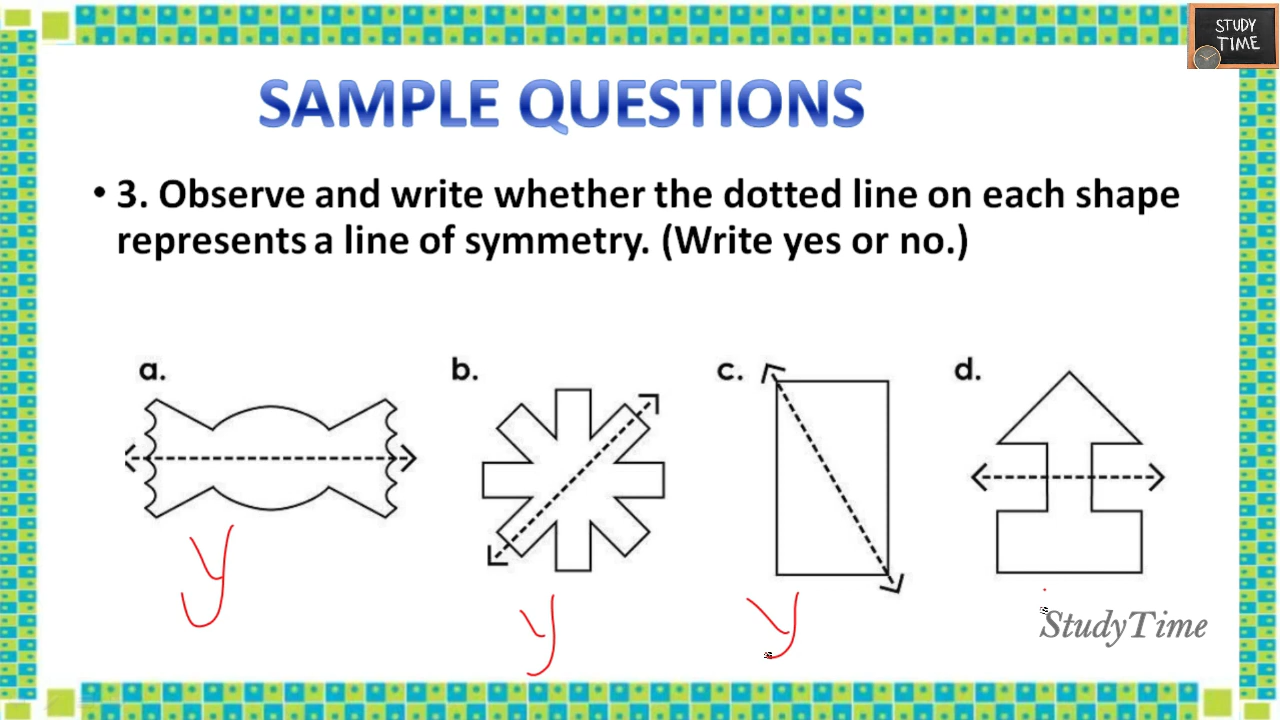 STUDY
TIME
SAMPLE QUESTIONS
• 3. Observe and write whether the dotted line on each shape
represents a line of symmetry. (Write yes or no.)
a. b. c. d.
y
y
y
StudyTime